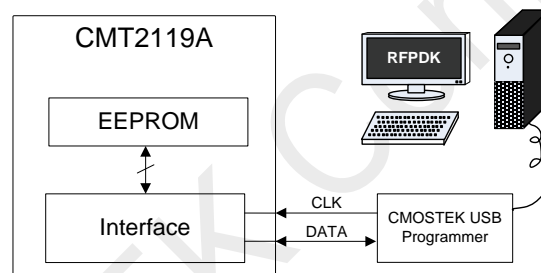 CMT2119A
RFPDK
EEPROM
Interface
CLK
DATA
CMOSTEK USB
Programmer